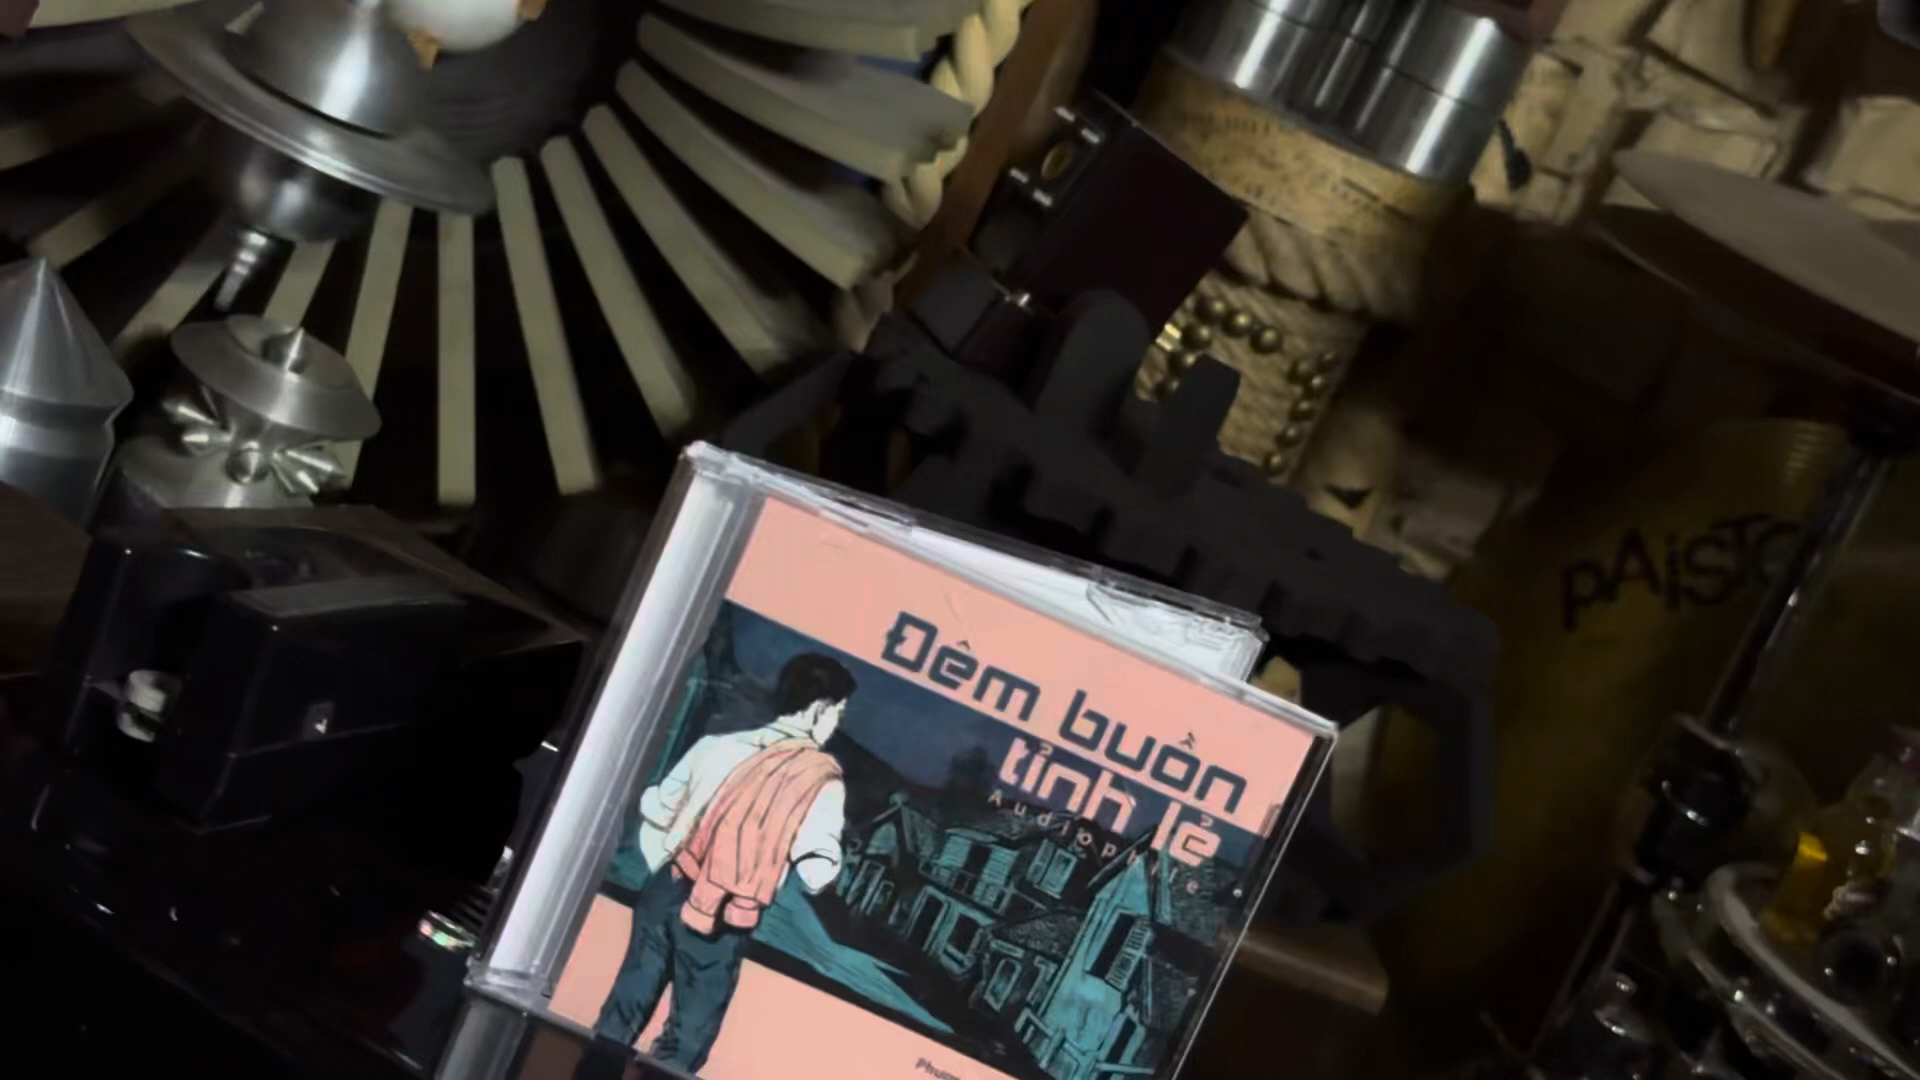 Đêm buồn
tỉnh lẻ
Audiophile
PAiSTe